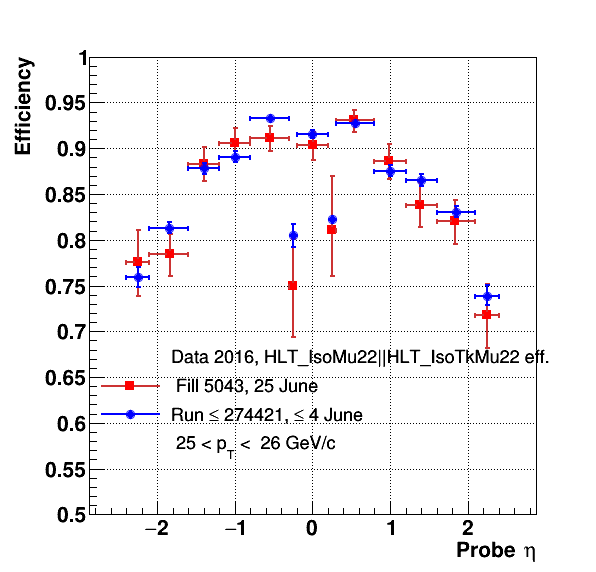 Efficiency
1
0.95
0.9
0.85
0.8
0.75
0.7
0.65
0.6
0.55
0.5
Data 2016, HLT_IsoMu22||HLT_IsoTkMu22 eff.
Fill 5043, 25 June
Run ≤ 274421, ≤ 4 June
25 < p_T < 26 GeV/c
−2 −1 0 1 2
Probe η